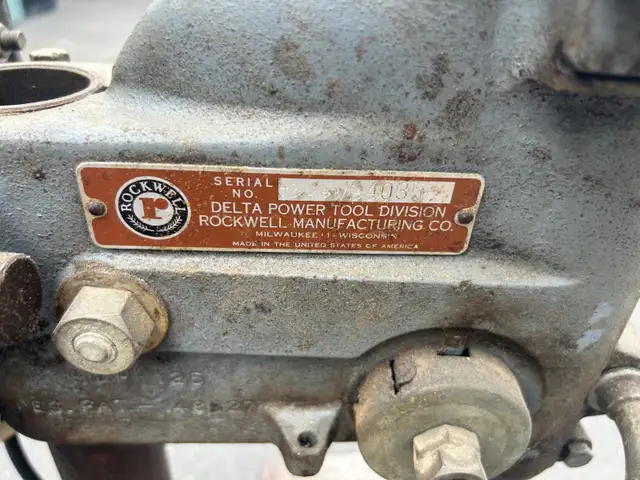 ROCKWELL
r
SERIAL
NO.
DELTA POWER TOOL DIVISION
ROCKWELL MANUFACTURING CO.
MILWAUKEE · 1 · WISCONSIN
MADE IN THE UNITED STATES OF AMERICA